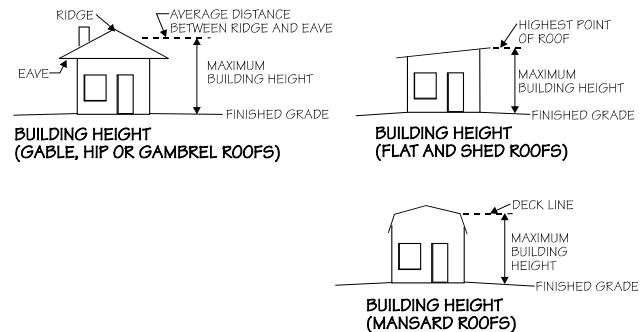 RIDGE
AVERAGE DISTANCE
BETWEEN RIDGE AND EAVE
EAVE
MAXIMUM
BUILDING HEIGHT
FINISHED GRADE
BUILDING HEIGHT
(GABLE, HIP OR GAMBREL ROOFS)
HIGHEST POINT
OF ROOF
MAXIMUM
BUILDING HEIGHT
FINISHED GRADE
BUILDING HEIGHT
(FLAT AND SHED ROOFS)
DECK LINE
MAXIMUM
BUILDING
HEIGHT
FINISHED GRADE
BUILDING HEIGHT
(MANSARD ROOFS)